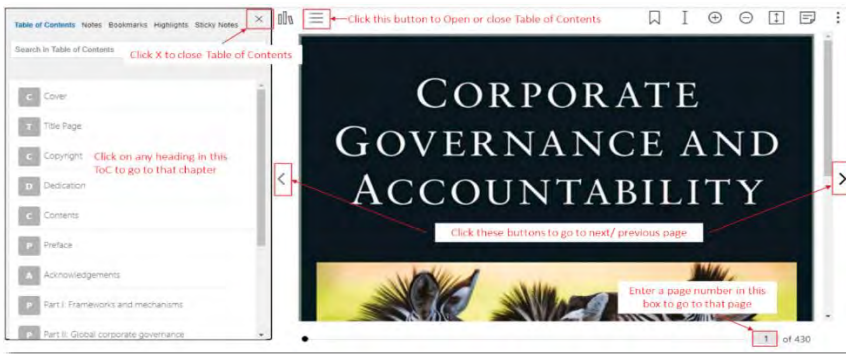 Table of Contents Notes Bookmarks Highlights Sticky Notes
Click this button to Open or close Table of Contents
Search in Table of Contents
Click X to close Table of Contents
C Cover
T Title Page
C Copyright
Click on any heading in this
ToC to go to that chapter
D Dedication
C Contents
P Preface
A Acknowledgements
P Part I: Frameworks and mechanisms
P Part II: Global corporate governance
CORPORATE
GOVERNANCE AND
ACCOUNTABILITY
Click these buttons to go to next/ previous page
Enter a page number in this
box to go to that page
1 of 430